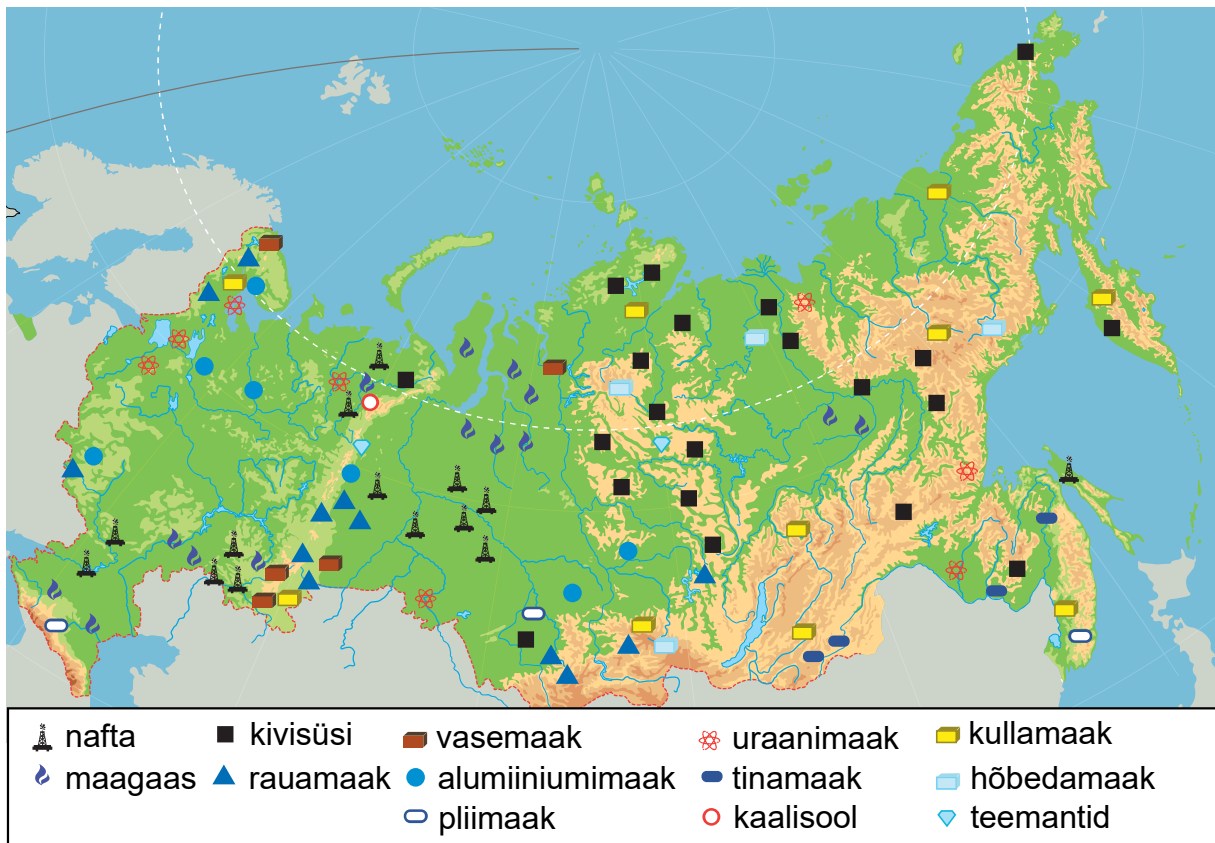 nafta
kivisüsi
vasemaak
uraanimaak
kullamaak
maagaas
rauamaak
alumiiniumimaak
tinamaak
hõbedamaak
pliimaak
kaalisool
teemantid